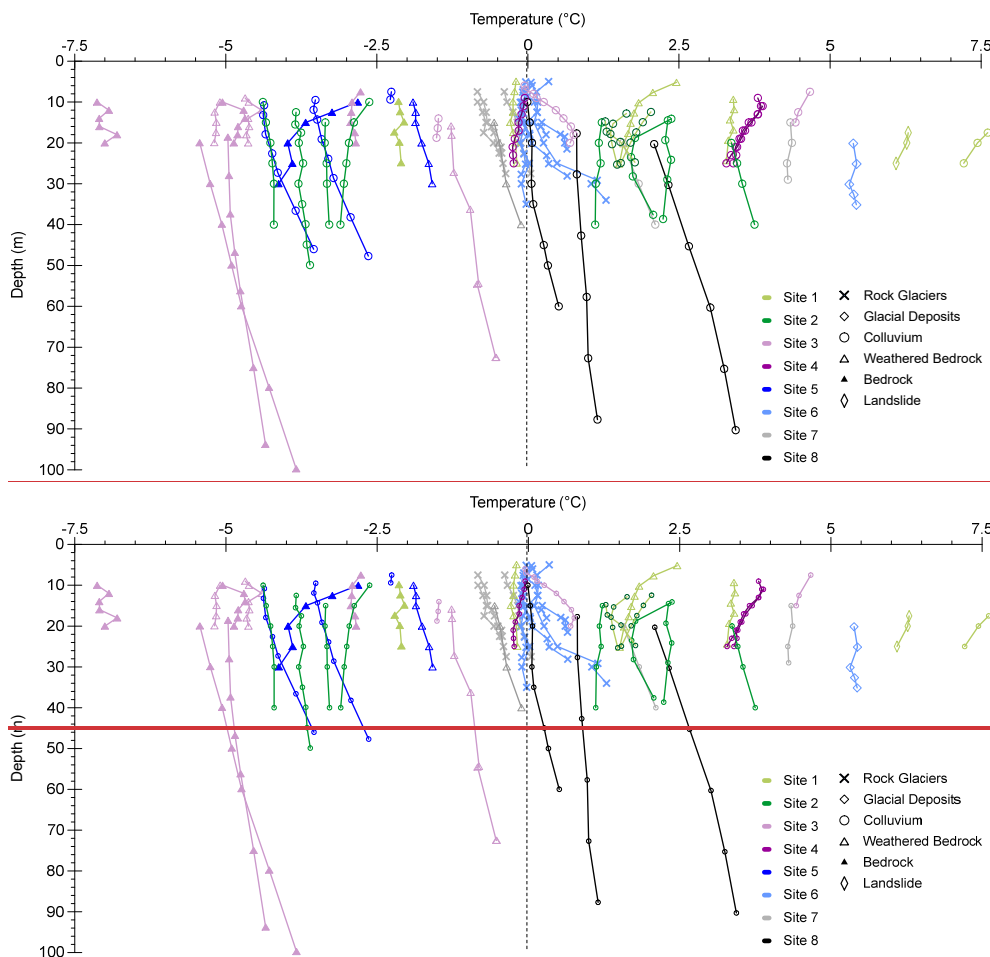 Temperature (°C)
-7.5 -5 -2.5 0 2.5 5 7.5
0
10
20
30
40
50
60
70
80
90
100
Depth (m)
Site 1
Site 2
Site 3
Site 4
Site 5
Site 6
Site 7
Site 8
Rock Glaciers
Glacial Deposits
Colluvium
Weathered Bedrock
Bedrock
Landslide
Temperature (°C)
-7.5 -5 -2.5 0 2.5 5 7.5
0
10
20
30
40
50
60
70
80
90
100
Depth (m)
Site 1
Site 2
Site 3
Site 4
Site 5
Site 6
Site 7
Site 8
Rock Glaciers
Glacial Deposits
Colluvium
Weathered Bedrock
Bedrock
Landslide